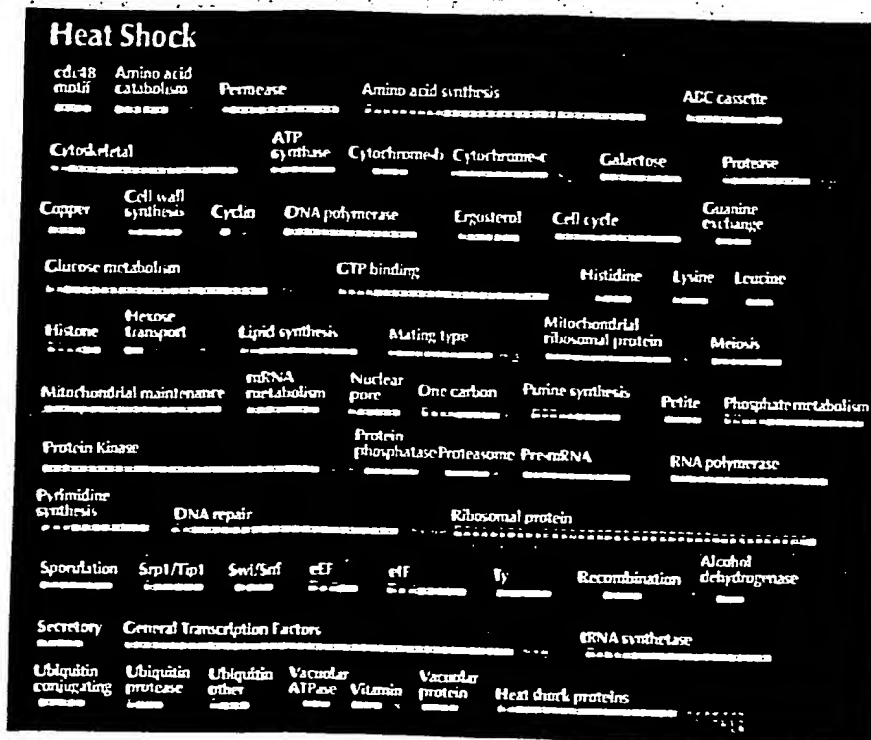 Heat Shock
cdc48 motif Amino acid catabolism Permease Amino acid synthesis ABC cassette
Cytoskeletal ATP synthase Cytochrome-b Cytochrome-c Galactose Protease
Copper Cell wall synthesis Cyclin DNA polymerase Ergosterol Cell cycle Guanine exchange
Glucose metabolism GTP binding Histidine Lysine Leucine
Histone Hexose transport Lipid synthesis Mating type Mitochondrial ribosomal protein Meiosis
Mitochondrial maintenance mRNA metabolism Nuclear pore One carbon Purine synthesis Petite Phosphate metabolism
Protein Kinase Protein phosphatase Proteasome Pre-mRNA RNA polymerase
Pyrimidine synthesis DNA repair Ribosomal protein
Sporulation Srp1/Tip1 Swi/Snf eEF eIF Ty Recombination Alcohol dehydrogenase
Secretory General Transcription Factors tRNA synthetase
Ubiquitin conjugating Ubiquitin protease Ubiquitin other Vacuolar ATPase Vitamin Vacuolar protein Heat shock proteins